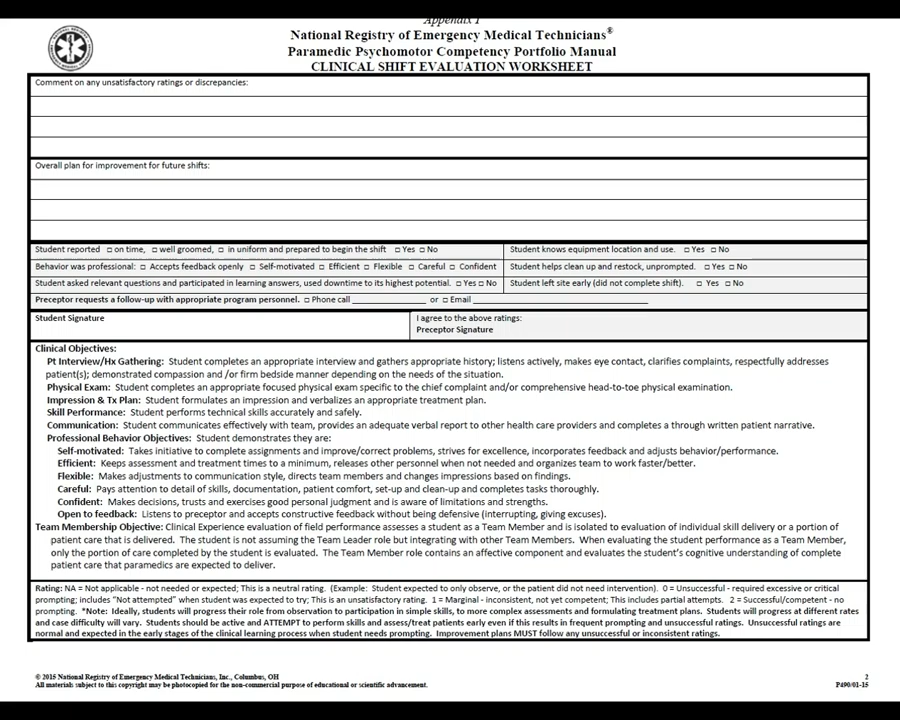 Appendix I
National Registry of Emergency Medical Technicians®
Paramedic Psychomotor Competency Portfolio Manual
CLINICAL SHIFT EVALUATION WORKSHEET
Comment on any unsatisfactory ratings or discrepancies:
Overall plan for improvement for future shifts:
Student reported □ on time, □ well groomed, □ in uniform and prepared to begin the shift □ Yes □ No
Student knows equipment location and use. □ Yes □ No
Behavior was professional: □ Accepts feedback openly □ Self-motivated □ Efficient □ Flexible □ Careful □ Confident
Student helps clean up and restock, unprompted. □ Yes □ No
Student asked relevant questions and participated in learning answers, used downtime to its highest potential. □ Yes □ No
Student left site early (did not complete shift). □ Yes □ No
Preceptor requests a follow-up with appropriate program personnel. □ Phone call ________________ or □ Email ________________
Student Signature
I agree to the above ratings:
Preceptor Signature
Clinical Objectives:
Pt Interview/Hx Gathering: Student completes an appropriate interview and gathers appropriate history; listens actively, makes eye contact, clarifies complaints, respectfully addresses
patient(s); demonstrated compassion and /or firm bedside manner depending on the needs of the situation.
Physical Exam: Student completes an appropriate focused physical exam specific to the chief complaint and/or comprehensive head-to-toe physical examination.
Impression & Tx Plan: Student formulates an impression and verbalizes an appropriate treatment plan.
Skill Performance: Student performs technical skills accurately and safely.
Communication: Student communicates effectively with team, provides an adequate verbal report to other health care providers and completes a through written patient narrative.
Professional Behavior Objectives: Student demonstrates they are:
Self-motivated: Takes initiative to complete assignments and improve/correct problems, strives for excellence, incorporates feedback and adjusts behavior/performance.
Efficient: Keeps assessment and treatment times to a minimum, releases other personnel when not needed and organizes team to work faster/better.
Flexible: Makes adjustments to communication style, directs team members and changes impressions based on findings.
Careful: Pays attention to detail of skills, documentation, patient comfort, set-up and clean-up and completes tasks thoroughly.
Confident: Makes decisions, trusts and exercises good personal judgment and is aware of limitations and strengths.
Open to feedback: Listens to preceptor and accepts constructive feedback without being defensive (interrupting, giving excuses).
Team Membership Objective: Clinical Experience evaluation of field performance assesses a student as a Team Member and is isolated to evaluation of individual skill delivery or a portion of
patient care that is delivered. The student is not assuming the Team Leader role but integrating with other Team Members. When evaluating the student performance as a Team Member,
only the portion of care completed by the student is evaluated. The Team Member role contains an affective component and evaluates the student's cognitive understanding of complete
patient care that paramedics are expected to deliver.
Rating: NA = Not applicable - not needed or expected; This is a neutral rating. (Example: Student expected to only observe, or the patient did not need intervention). 0 = Unsuccessful - required excessive or critical
prompting; includes "Not attempted" when student was expected to try; This is an unsatisfactory rating. 1 = Marginal - inconsistent, not yet competent; This includes partial attempts. 2 = Successful/competent - no
prompting. *Note: Ideally, students will progress their role from observation to participation in simple skills, to more complex assessments and formulating treatment plans. Students will progress at different rates
and case difficulty will vary. Students should be active and ATTEMPT to perform skills and assess/treat patients early even if this results in frequent prompting and unsuccessful ratings. Unsuccessful ratings are
normal and expected in the early stages of the clinical learning process when student needs prompting. Improvement plans MUST follow any unsuccessful or inconsistent ratings.
© 2015 National Registry of Emergency Medical Technicians, Inc., Columbus, OH
2
All materials subject to this copyright may be photocopied for the non-commercial purpose of educational or scientific advancement.
P490/01-15